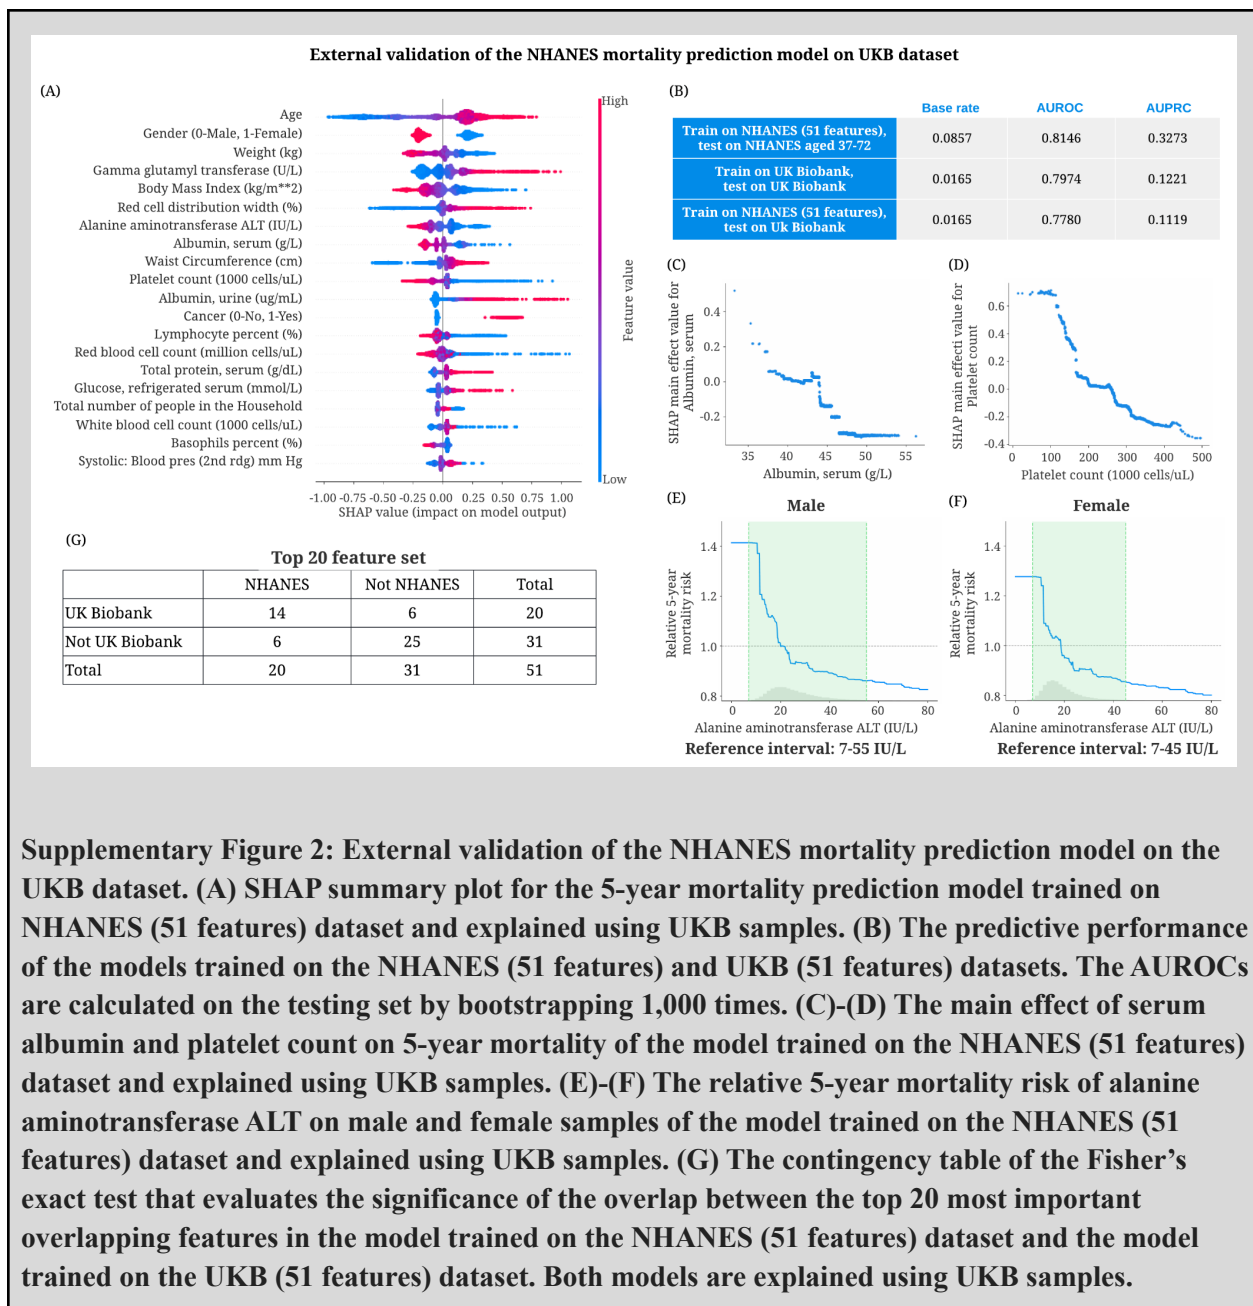 External validation of the NHANES mortality prediction model on UKB dataset
(A)
Age
Gender (0-Male, 1-Female)
Weight (kg)
Gamma glutamyl transferase (U/L)
Body Mass Index (kg/m**2)
Red cell distribution width (%)
Alanine aminotransferase ALT (IU/L)
Albumin, serum (g/L)
Waist Circumference (cm)
Platelet count (1000 cells/uL)
Albumin, urine (ug/mL)
Cancer (0-No, 1-Yes)
Lymphocyte percent (%)
Red blood cell count (million cells/uL)
Total protein, serum (g/dL)
Glucose, refrigerated serum (mmol/L)
Total number of people in the Household
White blood cell count (1000 cells/uL)
Basophils percent (%)
Systolic: Blood pres (2nd rdg) mm Hg
-1.00 -0.75 -0.50 -0.25 0.00 0.25 0.50 0.75 1.00
SHAP value (impact on model output)
High
Feature value
Low
(B)
Base rate AUROC AUPRC
Train on NHANES (51 features),
test on NHANES aged 37-72
0.0857 0.8146 0.3273
Train on UK Biobank,
test on UK Biobank
0.0165 0.7974 0.1221
Train on NHANES (51 features),
test on Uk Biobank
0.0165 0.7780 0.1119
(C)
SHAP main effect value for
Albumin, serum
0.4
0.2
0.0
-0.2
35 40 45 50 55
Albumin, serum (g/L)
(D)
SHAP main effecti value for
Platelet count
0.6
0.4
0.2
0.0
-0.2
-0.4
0 100 200 300 400 500
Platelet count (1000 cells/uL)
(E)
Male
Relative 5-year
mortality risk
1.4
1.2
1.0
0.8
0 20 40 60 80
Alanine aminotransferase ALT (IU/L)
Reference interval: 7-55 IU/L
(F)
Female
Relative 5-year
mortality risk
1.4
1.2
1.0
0.8
0 20 40 60 80
Alanine aminotransferase ALT (IU/L)
Reference interval: 7-45 IU/L
(G)
Top 20 feature set
NHANES Not NHANES Total
UK Biobank 14 6 20
Not UK Biobank 6 25 31
Total 20 31 51
Supplementary Figure 2: External validation of the NHANES mortality prediction model on the
UKB dataset. (A) SHAP summary plot for the 5-year mortality prediction model trained on
NHANES (51 features) dataset and explained using UKB samples. (B) The predictive performance
of the models trained on the NHANES (51 features) and UKB (51 features) datasets. The AUROCs
are calculated on the testing set by bootstrapping 1,000 times. (C)-(D) The main effect of serum
albumin and platelet count on 5-year mortality of the model trained on the NHANES (51 features)
dataset and explained using UKB samples. (E)-(F) The relative 5-year mortality risk of alanine
aminotransferase ALT on male and female samples of the model trained on the NHANES (51
features) dataset and explained using UKB samples. (G) The contingency table of the Fisher’s
exact test that evaluates the significance of the overlap between the top 20 most important
overlapping features in the model trained on the NHANES (51 features) dataset and the model
trained on the UKB (51 features) dataset. Both models are explained using UKB samples.